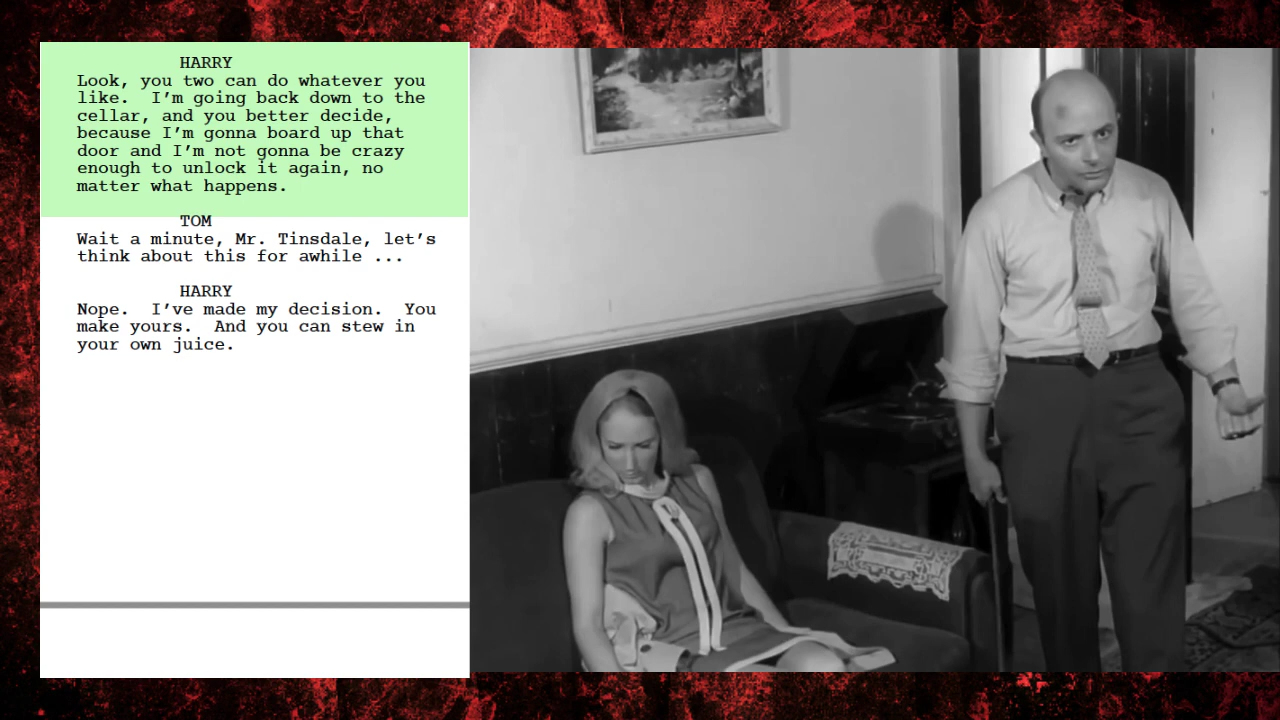 HARRY
Look, you two can do whatever you
like.  I'm going back down to the
cellar, and you better decide,
because I'm gonna board up that
door and I'm not gonna be crazy
enough to unlock it again, no
matter what happens.
TOM
Wait a minute, Mr. Tinsdale, let's
think about this for awhile ...
HARRY
Nope.  I've made my decision.  You
make yours.  And you can stew in
your own juice.